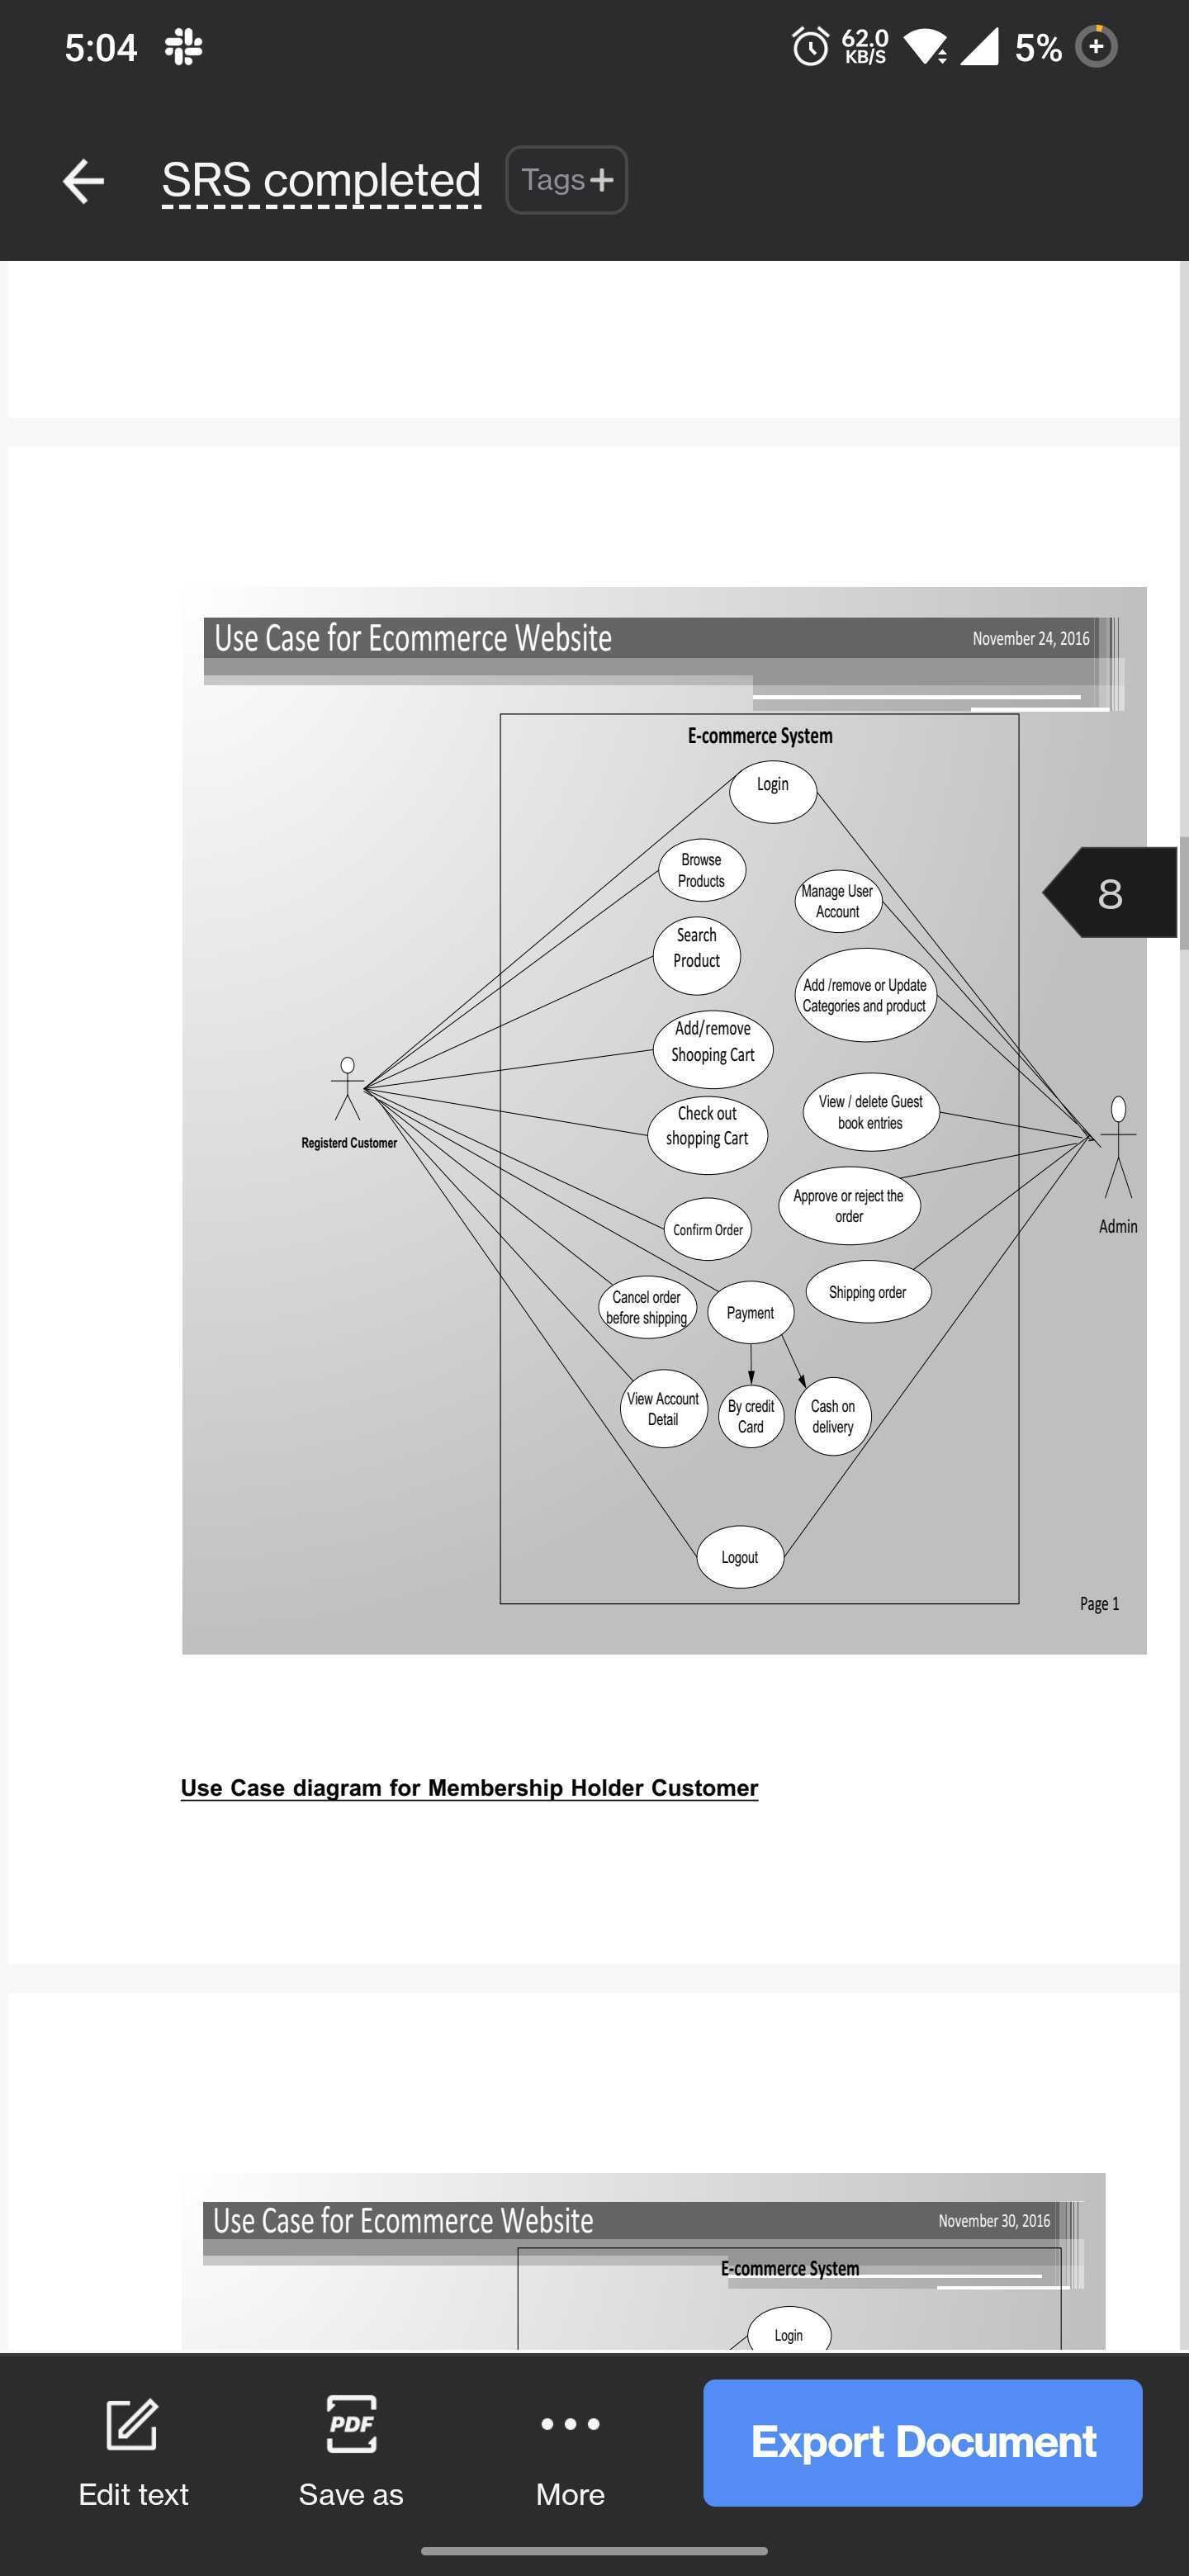 5:04
62.0
KB/S
5%
SRS completed
Tags+
Use Case for Ecommerce Website
November 24, 2016
E-commerce System
Login
Browse
Products
Manage User
Account
8
Search
Product
Add /remove or Update
Categories and product
Add/remove
Shooping Cart
View / delete Guest
book entries
Check out
shopping Cart
Registerd Customer
Approve or reject the
order
Admin
Confirm Order
Cancel order
before shipping
Payment
Shipping order
View Account
Detail
By credit
Card
Cash on
delivery
Logout
Page 1
Use Case diagram for Membership Holder Customer
Use Case for Ecommerce Website
November 30, 2016
E-commerce System
Login
PDF
Edit text
Save as
More
Export Document